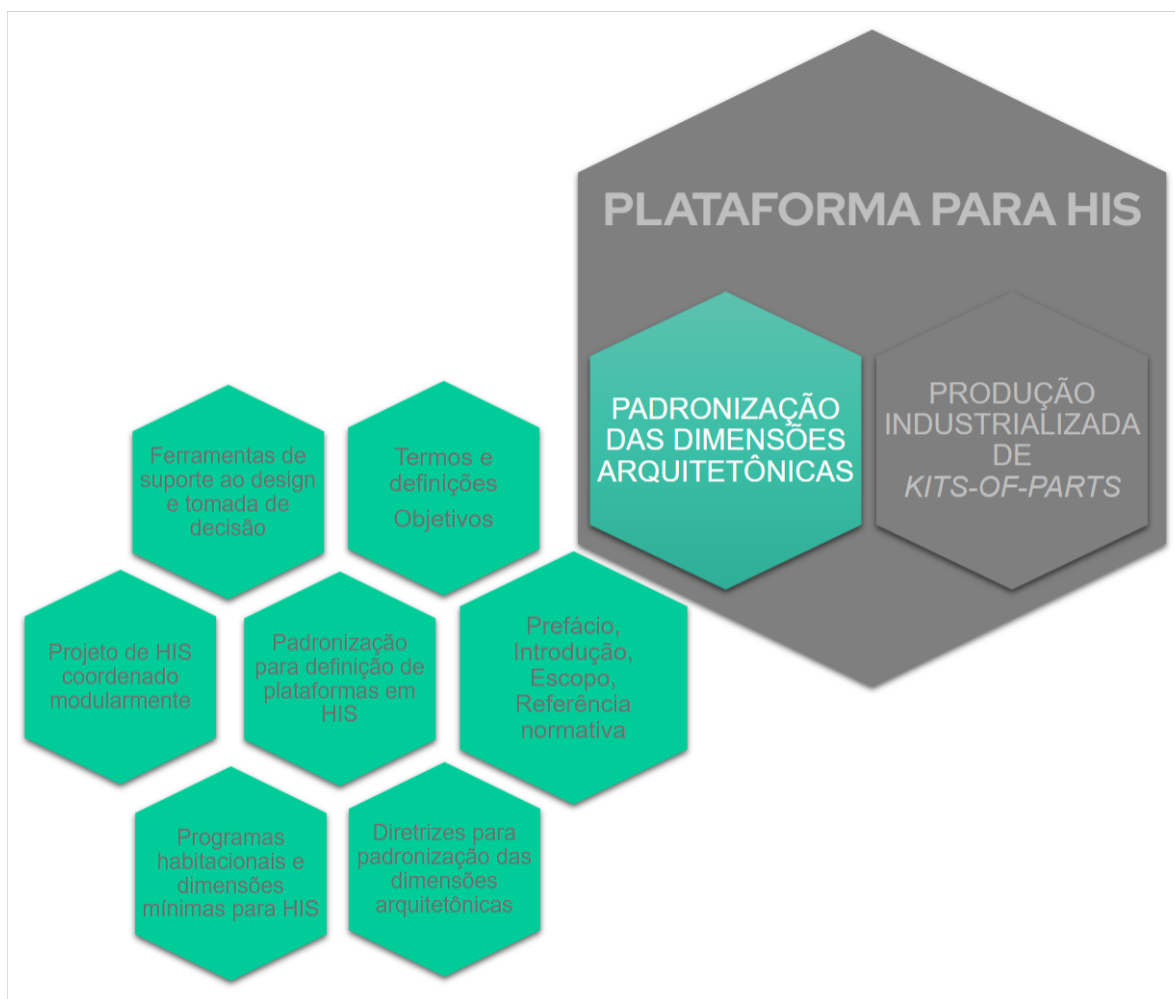 PLATAFORMA PARA HIS
PADRONIZAÇÃO
DAS DIMENSÕES
ARQUITETÔNICAS
PRODUÇÃO
INDUSTRIALIZADA
DE
KITS-OF-PARTS
Ferramentas de
suporte ao design
e tomada de
decisão
Termos e
definições
Objetivos
Projeto de HIS
coordenado
modularmente
Padronização
para definição de
plataformas em
HIS
Prefácio,
Introdução,
Escopo,
Referência
normativa
Programas
habitacionais e
dimensões
mínimas para HIS
Diretrizes para
padronização das
dimensões
arquitetônicas